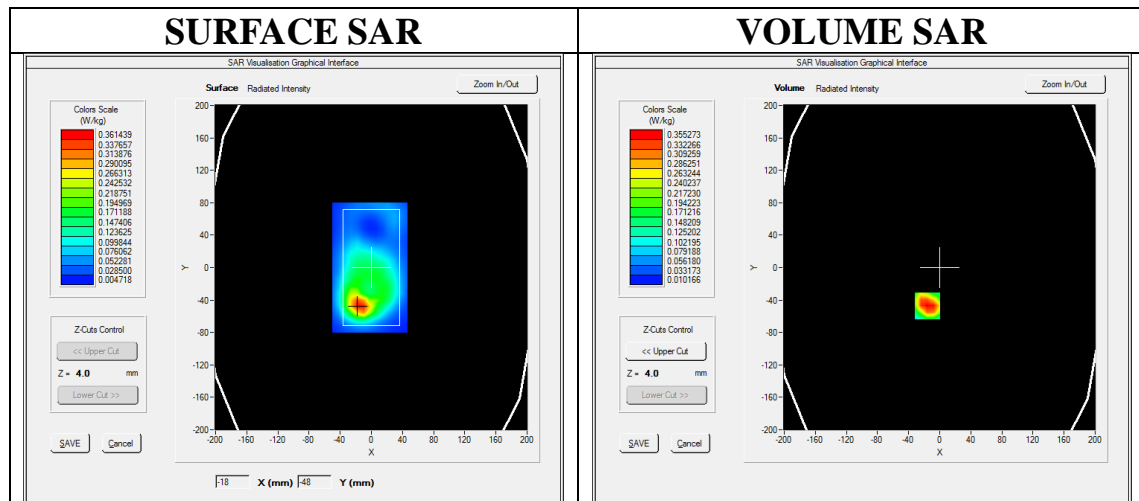 SURFACE SAR
SAR Visualisation Graphical Interface
Surface Radiated Intensity
Zoom In/Out
Colors Scale
(W/kg)
0.361439
0.337657
0.313876
0.290095
0.266313
0.242532
0.218751
0.194969
0.171188
0.147406
0.123625
0.099844
0.076062
0.052281
0.028500
0.004718
Z-Cuts Control
<< Upper Cut
Z = 4.0 mm
Lower Cut >>
SAVE Cancel
200
160
120
80
40
0
-40
-80
-120
-160
-200
Y
-200 -160 -120 -80 -40 0 40 80 120 160 200
X
-18 X (mm) -48 Y (mm)
VOLUME SAR
SAR Visualisation Graphical Interface
Volume Radiated Intensity
Zoom In/Out
Colors Scale
(W/kg)
0.355273
0.332266
0.309259
0.286251
0.263244
0.240237
0.217230
0.194223
0.171216
0.148209
0.125202
0.102195
0.079188
0.056180
0.033173
0.010166
Z-Cuts Control
<< Upper Cut
Z = 4.0 mm
Lower Cut >>
SAVE Cancel
200
160
120
80
40
0
-40
-80
-120
-160
-200
Y
-200 -160 -120 -80 -40 0 40 80 120 160 200
X